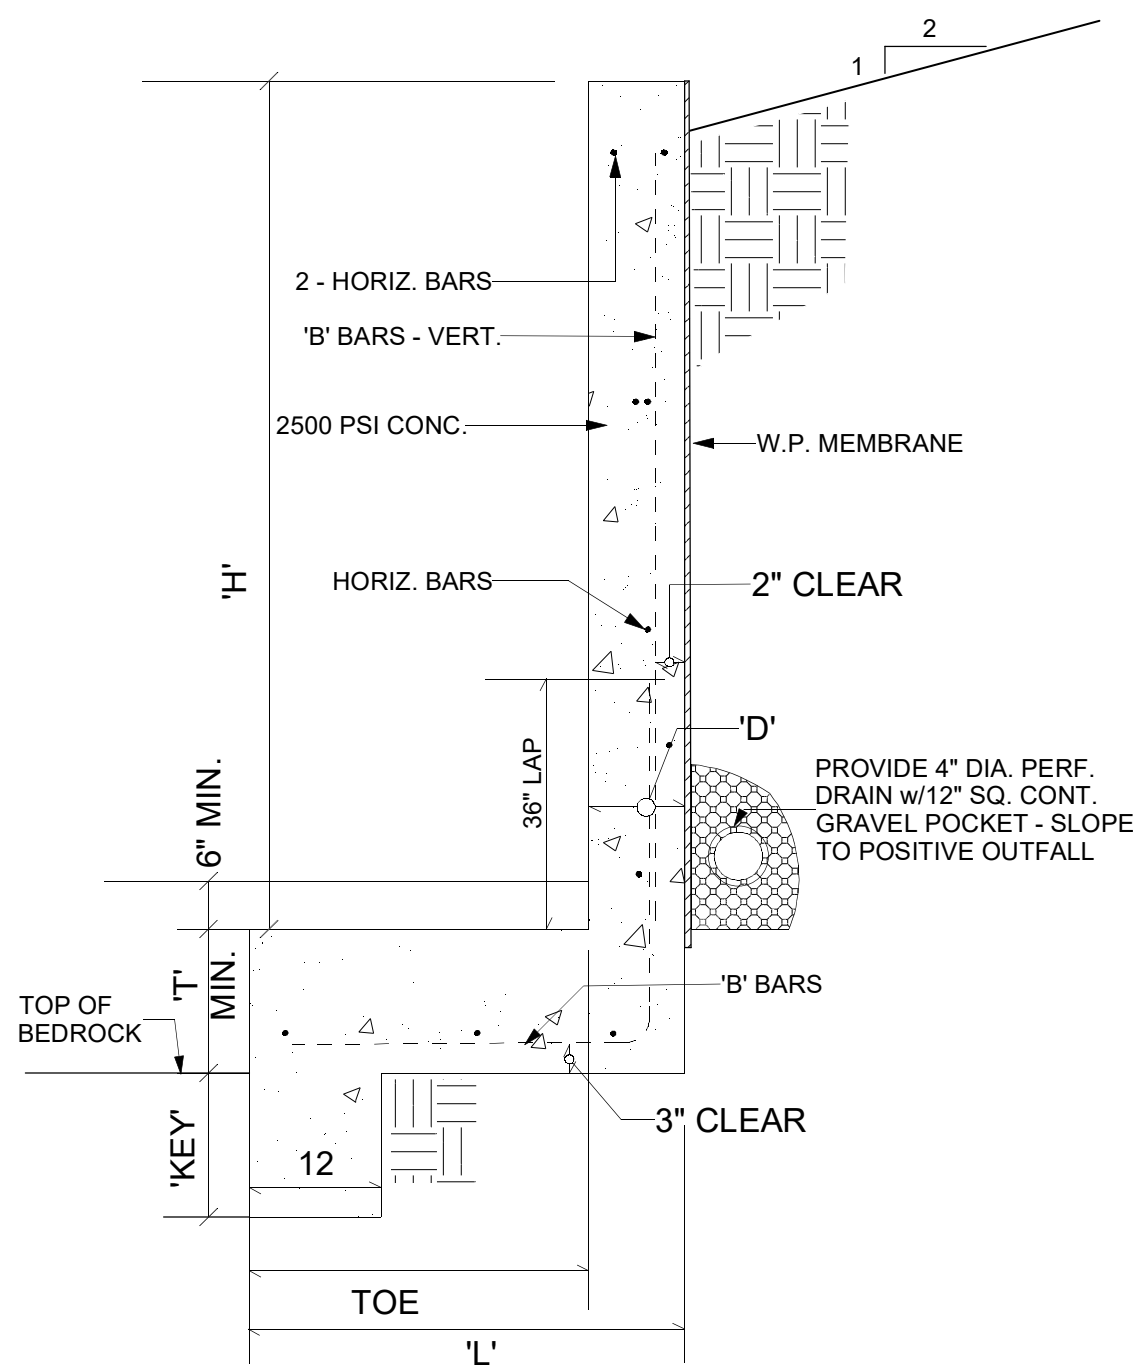 2
1
2 - HORIZ. BARS
'B' BARS - VERT.
2500 PSI CONC.
W.P. MEMBRANE
'H'
HORIZ. BARS
2" CLEAR
36" LAP
'D'
6" MIN.
PROVIDE 4" DIA. PERF.
DRAIN w/12" SQ. CONT.
GRAVEL POCKET - SLOPE
TO POSITIVE OUTFALL
'T'
MIN.
'B' BARS
TOP OF
BEDROCK
3" CLEAR
'KEY'
12
TOE
'L'